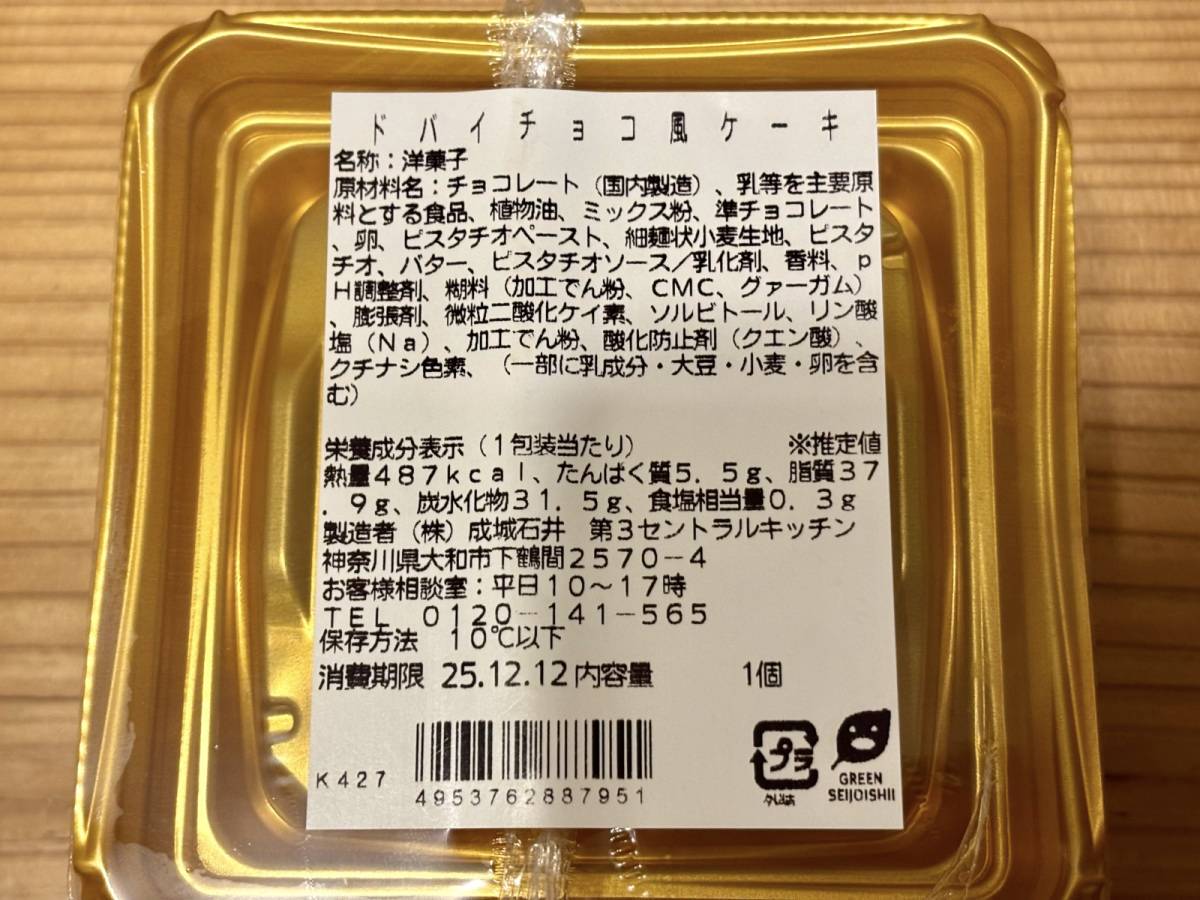 ドバイチョコ風ケーキ
名称：洋菓子
原材料名：チョコレート（国内製造）、乳等を主要原
料とする食品、植物油、ミックス粉、準チョコレート
、卵、ピスタチオペースト、細麺状小麦生地、ピスタ
チオ、バター、ピスタチオソース／乳化剤、香料、ｐ
Ｈ調整剤、糊料（加工でん粉、ＣＭＣ、グァーガム）
、膨張剤、微粒二酸化ケイ素、ソルビトール、リン酸
塩（Ｎａ）、加工でん粉、酸化防止剤（クエン酸）、
クチナシ色素、（一部に乳成分・大豆・小麦・卵を含
む）
栄養成分表示（１包装当たり） ※推定値
熱量４８７ｋｃａｌ、たんぱく質５．５ｇ、脂質３７
．９ｇ、炭水化物３１．５ｇ、食塩相当量０．３ｇ
製造者（株）成城石井 第３セントラルキッチン
神奈川県大和市下鶴間２５７０－４
お客様相談室：平日１０～１７時
ＴＥＬ ０１２０－１４１－５６５
保存方法 １０℃以下
消費期限 25.12.12 内容量 1個
K427
4953762887951
プラ
外装
GREEN
SEIJOISHII